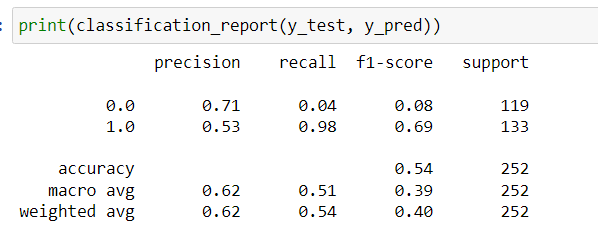 : print(classification_report(y_test, y_pred))
precision recall f1-score support
0.0 0.71 0.04 0.08 119
1.0 0.53 0.98 0.69 133
accuracy 0.54 252
macro avg 0.62 0.51 0.39 252
weighted avg 0.62 0.54 0.40 252